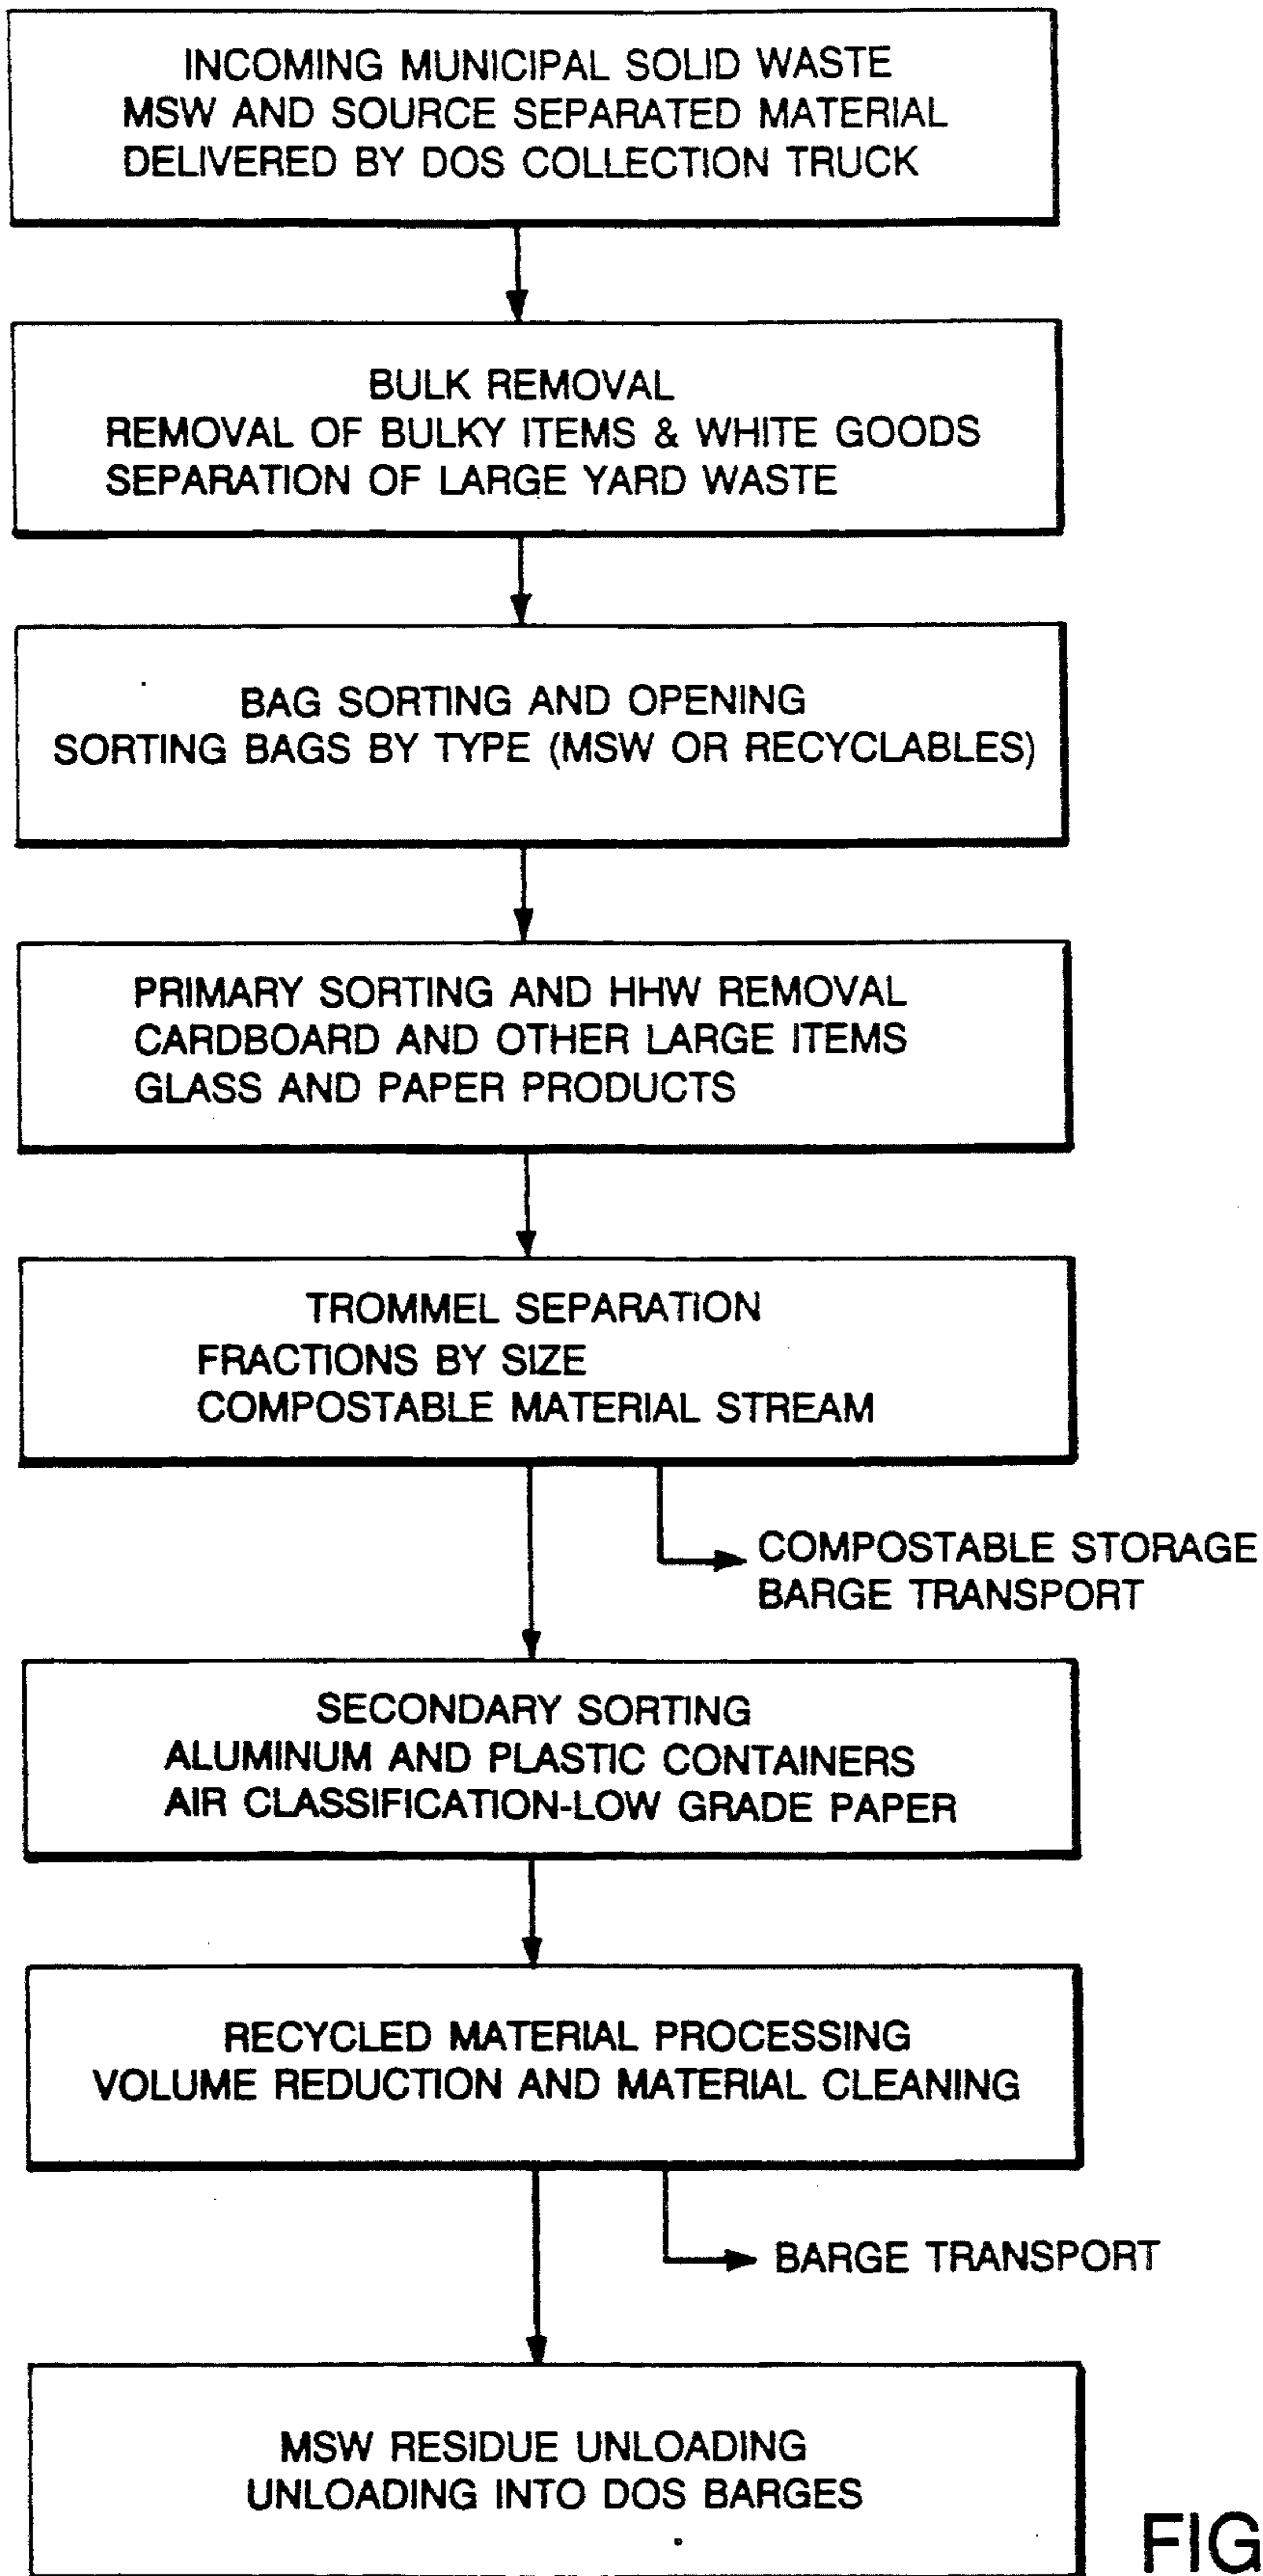 INCOMING MUNICIPAL SOLID WASTE
MSW AND SOURCE SEPARATED MATERIAL
DELIVERED BY DOS COLLECTION TRUCK
BULK REMOVAL
REMOVAL OF BULKY ITEMS & WHITE GOODS
SEPARATION OF LARGE YARD WASTE
BAG SORTING AND OPENING
SORTING BAGS BY TYPE (MSW OR RECYCLABLES)
PRIMARY SORTING AND HHW REMOVAL
CARDBOARD AND OTHER LARGE ITEMS
GLASS AND PAPER PRODUCTS
TROMMEL SEPARATION
FRACTIONS BY SIZE
COMPOSTABLE MATERIAL STREAM
COMPOSTABLE STORAGE
BARGE TRANSPORT
SECONDARY SORTING
ALUMINUM AND PLASTIC CONTAINERS
AIR CLASSIFICATION-LOW GRADE PAPER
RECYCLED MATERIAL PROCESSING
VOLUME REDUCTION AND MATERIAL CLEANING
BARGE TRANSPORT
MSW RESIDUE UNLOADING
UNLOADING INTO DOS BARGES
FIG